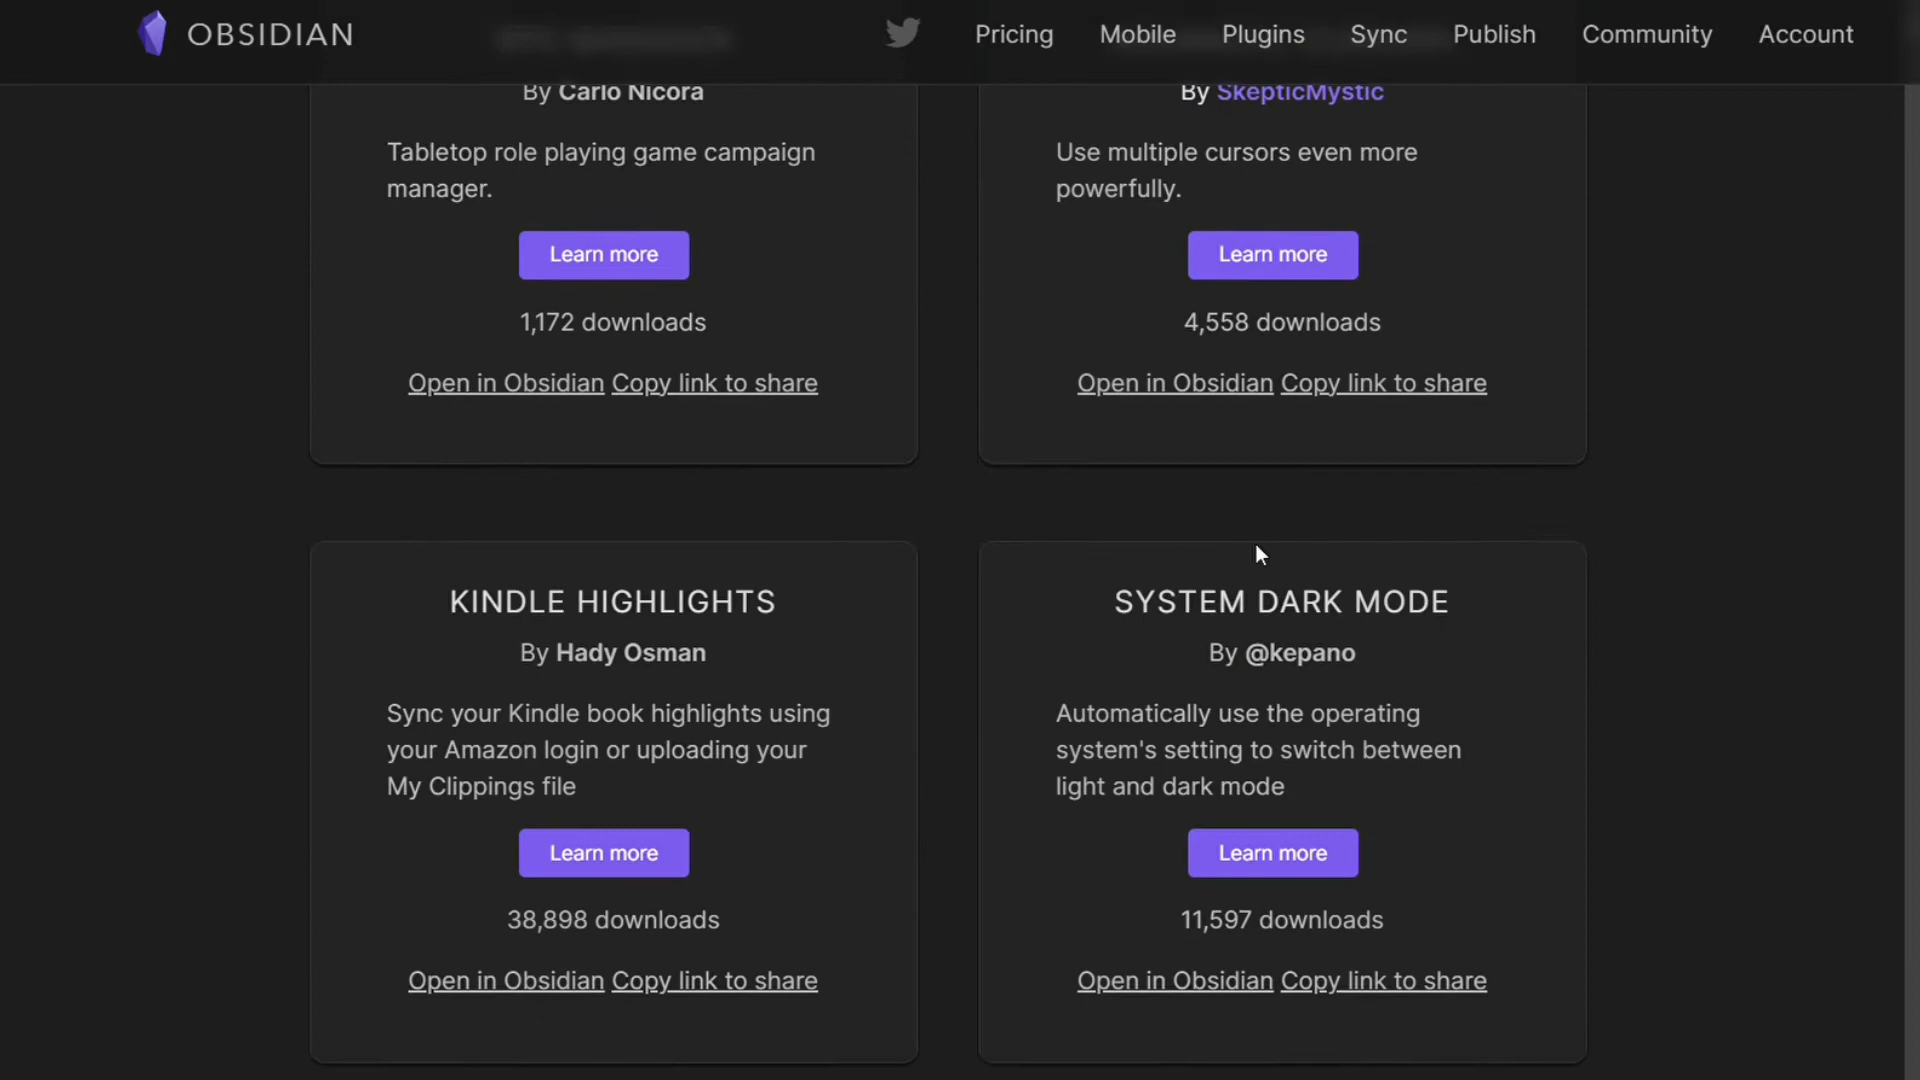 OBSIDIAN
Pricing Mobile Plugins Sync Publish Community Account
By Carlo Nicora
Tabletop role playing game campaign
manager.
Learn more
1,172 downloads
Open in Obsidian Copy link to share
By SkepticMystic
Use multiple cursors even more
powerfully.
Learn more
4,558 downloads
Open in Obsidian Copy link to share
KINDLE HIGHLIGHTS
By Hady Osman
Sync your Kindle book highlights using
your Amazon login or uploading your
My Clippings file
Learn more
38,898 downloads
Open in Obsidian Copy link to share
SYSTEM DARK MODE
By @kepano
Automatically use the operating
system's setting to switch between
light and dark mode
Learn more
11,597 downloads
Open in Obsidian Copy link to share